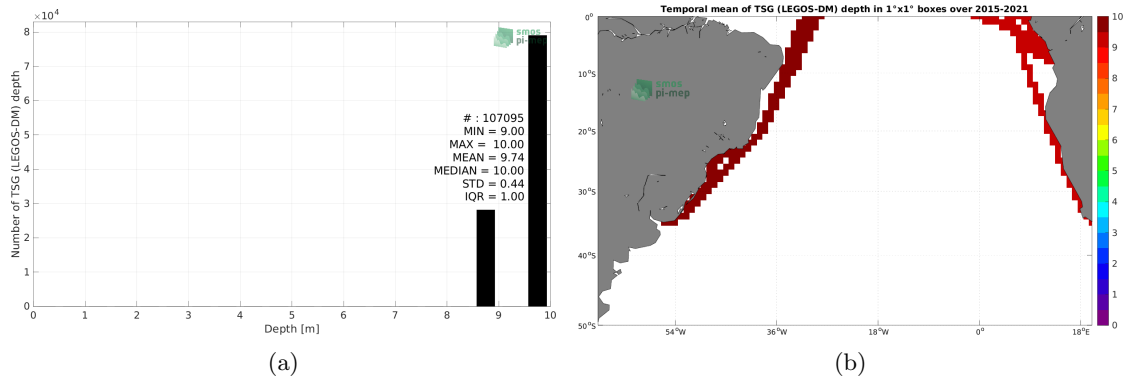 ×10⁴
8
7
6
5
4
3
2
1
0
Number of TSG (LEGOS-DM) depth
smos
pi-mep
# : 107095
MIN = 9.00
MAX = 10.00
MEAN = 9.74
MEDIAN = 10.00
STD = 0.44
IQR = 1.00
0 1 2 3 4 5 6 7 8 9 10
Depth [m]
(a)
Temporal mean of TSG (LEGOS-DM) depth in 1°x1° boxes over 2015-2021
0°
10°S
20°S
30°S
40°S
50°S
smos
pi-mep
54°W 36°W 18°W 0° 18°E
10
9
8
7
6
5
4
3
2
1
0
(b)